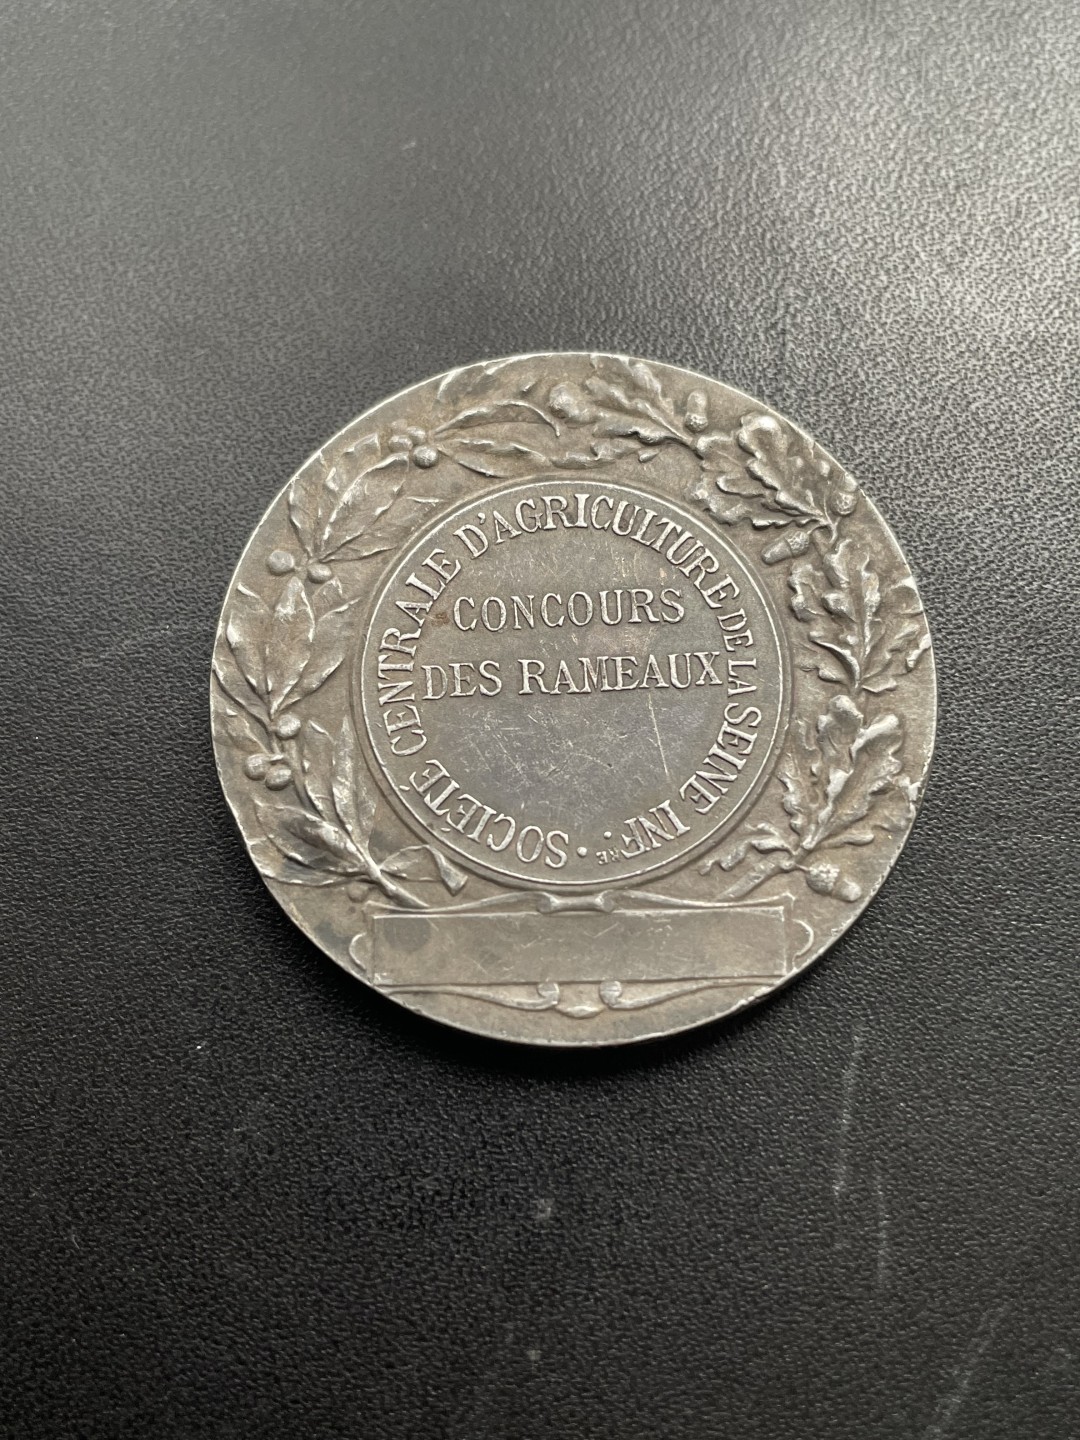 SOCIÉTÉ CENTRALE D'AGRICULTURE DE LA SEINE INF.RE •
CONCOURS
DES RAMEAUX